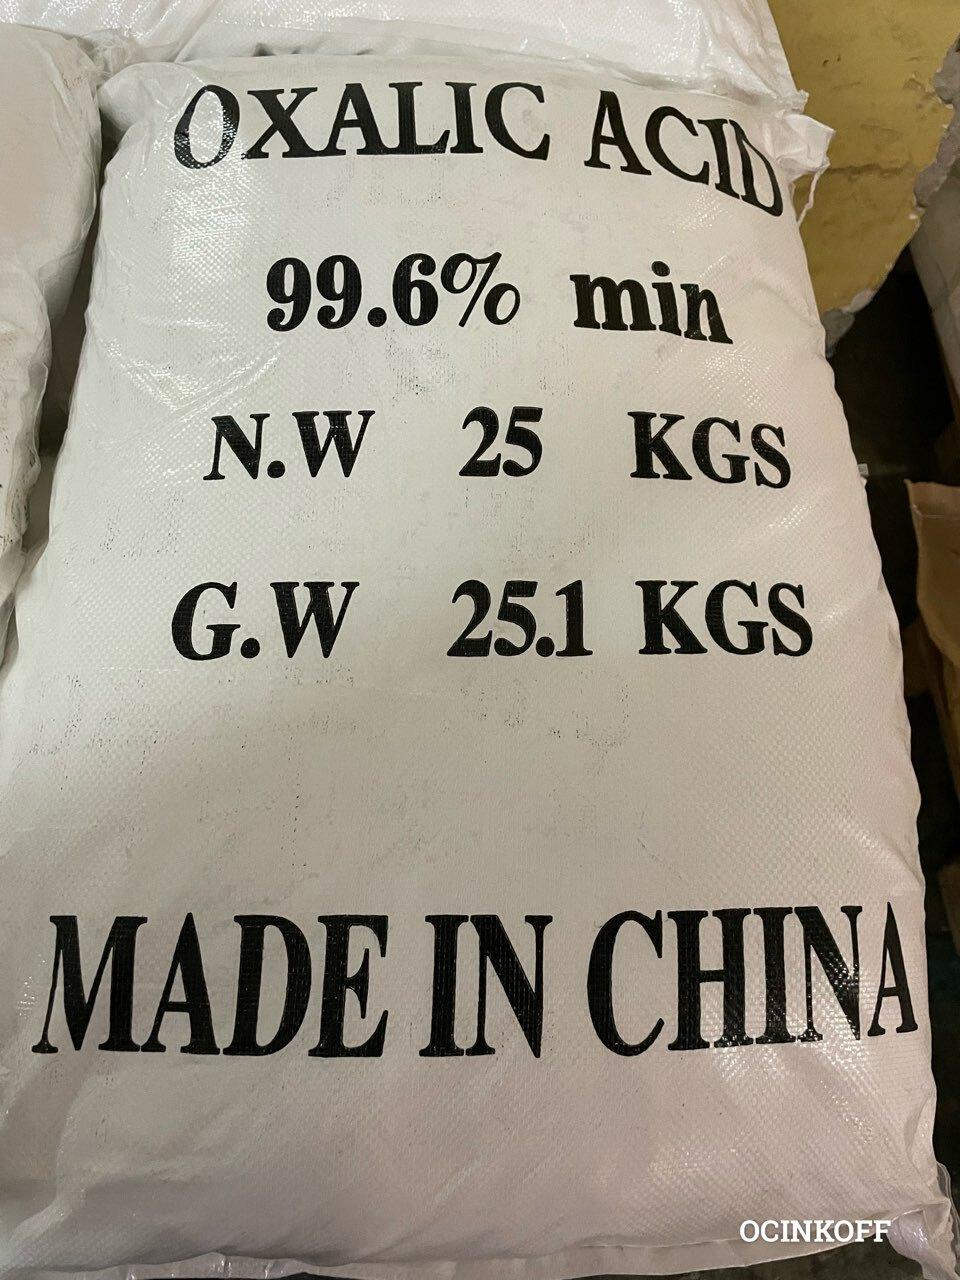 OXALIC ACID
99.6% min
N.W 25 KGS
G.W 25.1 KGS
MADE IN CHINA
OCINKOFF